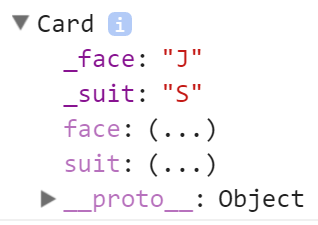 Card i
_face: "J"
_suit: "S"
face: (...)
suit: (...)
__proto__: Object